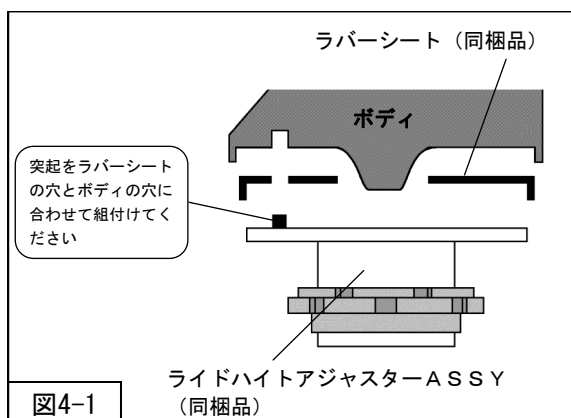 ラバーシート（同梱品）
ボディ
突起をラバーシート
の穴とボディの穴に
合わせて組付けてく
ださい
ライドハイトアジャスターＡＳＳＹ
（同梱品）
図4-1